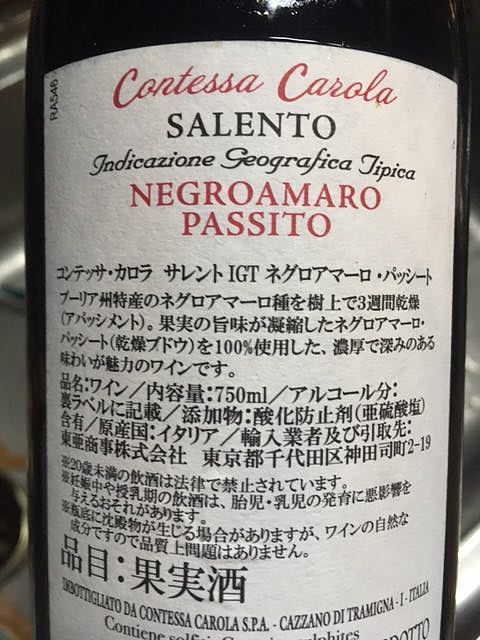 RA546
Contessa Carola
SALENTO
Indicazione Geografica Tipica
NEGROAMARO
PASSITO
コンテッサ・カロラ サレント IGT ネグロアマーロ・パッシート
プーリア州特産のネグロアマーロ種を樹上で3週間乾燥
(アパッシメント)。果実の旨味が凝縮したネグロアマーロ・
パッシート(乾燥ブドウ)を100%使用した、濃厚で深みのある
味わいが魅力のワインです。
品名:ワイン/内容量:750ml/アルコール分:
裏ラベルに記載/添加物:酸化防止剤(亜硫酸塩)
含有/原産国:イタリア/輸入業者及び引取先:
東亜商事株式会社 東京都千代田区神田司町2-19
※20歳未満の飲酒は法律で禁止されています。
※妊娠中や授乳期の飲酒は、胎児・乳児の発育に悪影響を
与えるおそれがあります。
※瓶底に沈殿物が生じる場合がありますが、ワインの自然な
成分ですので品質上問題はありません。
品目:果実酒
IMBOTTIGLIATO DA CONTESSA CAROLA S.P.A. - CAZZANO DI TRAMIGNA - I - ITALIA
Contiene solfiti